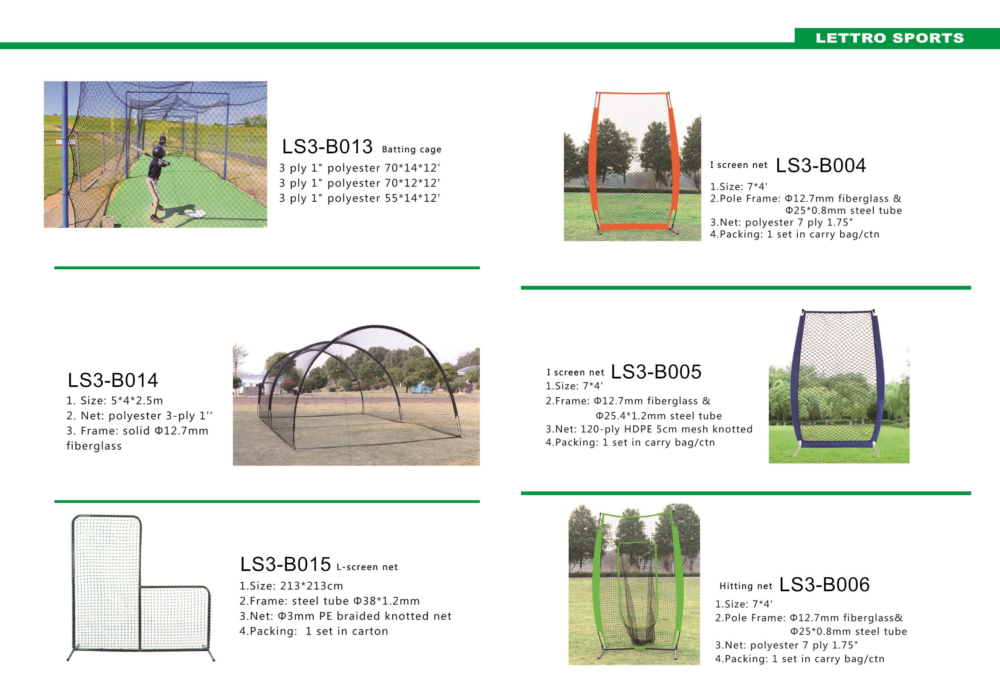 LETTRO SPORTS
LS3-B013 Batting cage
3 ply 1" polyester 70*14*12'
3 ply 1" polyester 70*12*12'
3 ply 1" polyester 55*14*12'
LS3-B014
1. Size: 5*4*2.5m
2. Net: polyester 3-ply 1''
3. Frame: solid Φ12.7mm
fiberglass
LS3-B015 L-screen net
1.Size: 213*213cm
2.Frame: steel tube Φ38*1.2mm
3.Net: Φ3mm PE braided knotted net
4.Packing: 1 set in carton
I screen net LS3-B004
1.Size: 7*4'
2.Pole Frame: Φ12.7mm fiberglass &
Φ25*0.8mm steel tube
3.Net: polyester 7 ply 1.75"
4.Packing: 1 set in carry bag/ctn
I screen net LS3-B005
1.Size: 7*4'
2.Frame: Φ12.7mm fiberglass &
Φ25.4*1.2mm steel tube
3.Net: 120-ply HDPE 5cm mesh knotted
4.Packing: 1 set in carry bag/ctn
Hitting net LS3-B006
1.Size: 7*4'
2.Pole Frame: Φ12.7mm fiberglass&
Φ25*0.8mm steel tube
3.Net: polyester 7 ply 1.75"
4.Packing: 1 set in carry bag/ctn